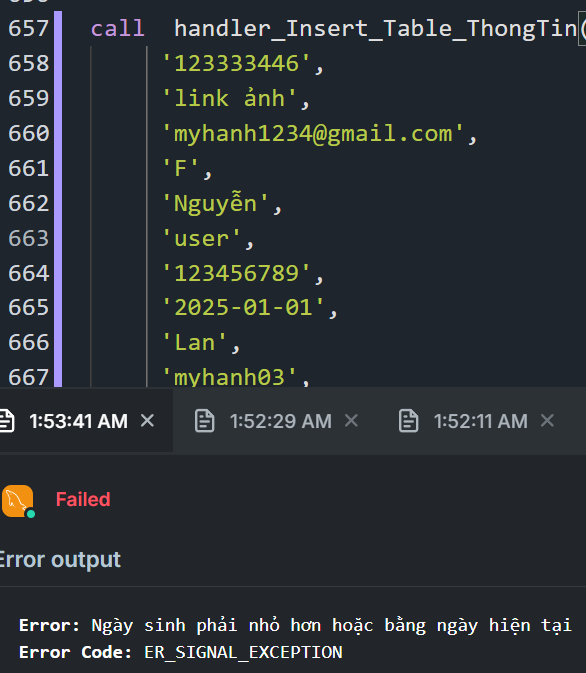 657 call handler_Insert_Table_ThongTin(
658 '123333446',
659 'link ảnh',
660 'myhanh1234@gmail.com',
661 'F',
662 'Nguyễn',
663 'user',
664 '123456789',
665 '2025-01-01',
666 'Lan',
667 'myhanh03',
1:53:41 AM × 1:52:29 AM × 1:52:11 AM ×
Failed
Error output
Error: Ngày sinh phải nhỏ hơn hoặc bằng ngày hiện tại
Error Code: ER_SIGNAL_EXCEPTION